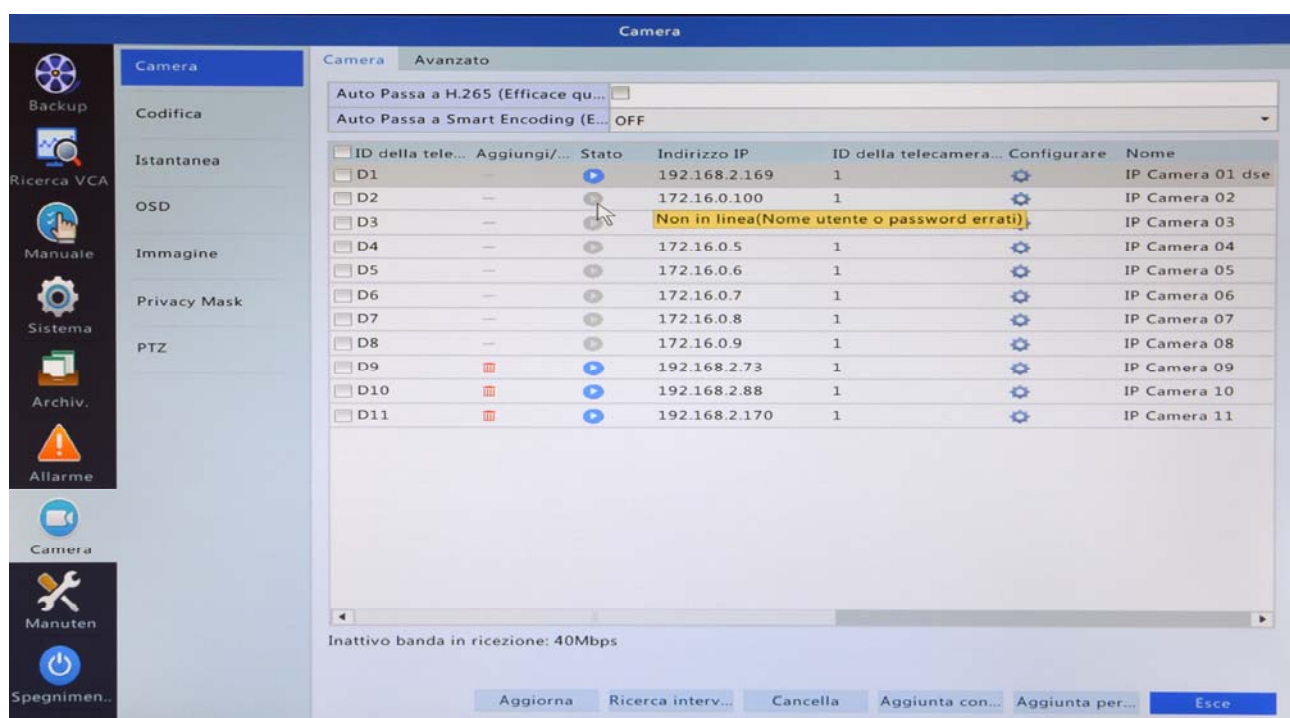 Camera
Backup
Ricerca VCA
Manuale
Sistema
Archiv.
Allarme
Camera
Manuten
Spegnimen..
Camera
Codifica
Istantanea
OSD
Immagine
Privacy Mask
PTZ
Camera Avanzato
Auto Passa a H.265 (Efficace qu...
Auto Passa a Smart Encoding (E... OFF
ID della tele... Aggiungi/... Stato Indirizzo IP ID della telecamera... Configurare Nome
D1 192.168.2.169 1 IP Camera 01 dse
D2 172.16.0.100 1 IP Camera 02
D3 Non in linea(Nome utente o password errati) IP Camera 03
D4 172.16.0.5 1 IP Camera 04
D5 172.16.0.6 1 IP Camera 05
D6 172.16.0.7 1 IP Camera 06
D7 172.16.0.8 1 IP Camera 07
D8 172.16.0.9 1 IP Camera 08
D9 192.168.2.73 1 IP Camera 09
D10 192.168.2.88 1 IP Camera 10
D11 192.168.2.170 1 IP Camera 11
Inattivo banda in ricezione: 40Mbps
Aggiorna Ricerca interv... Cancella Aggiunta con... Aggiunta per... Esce